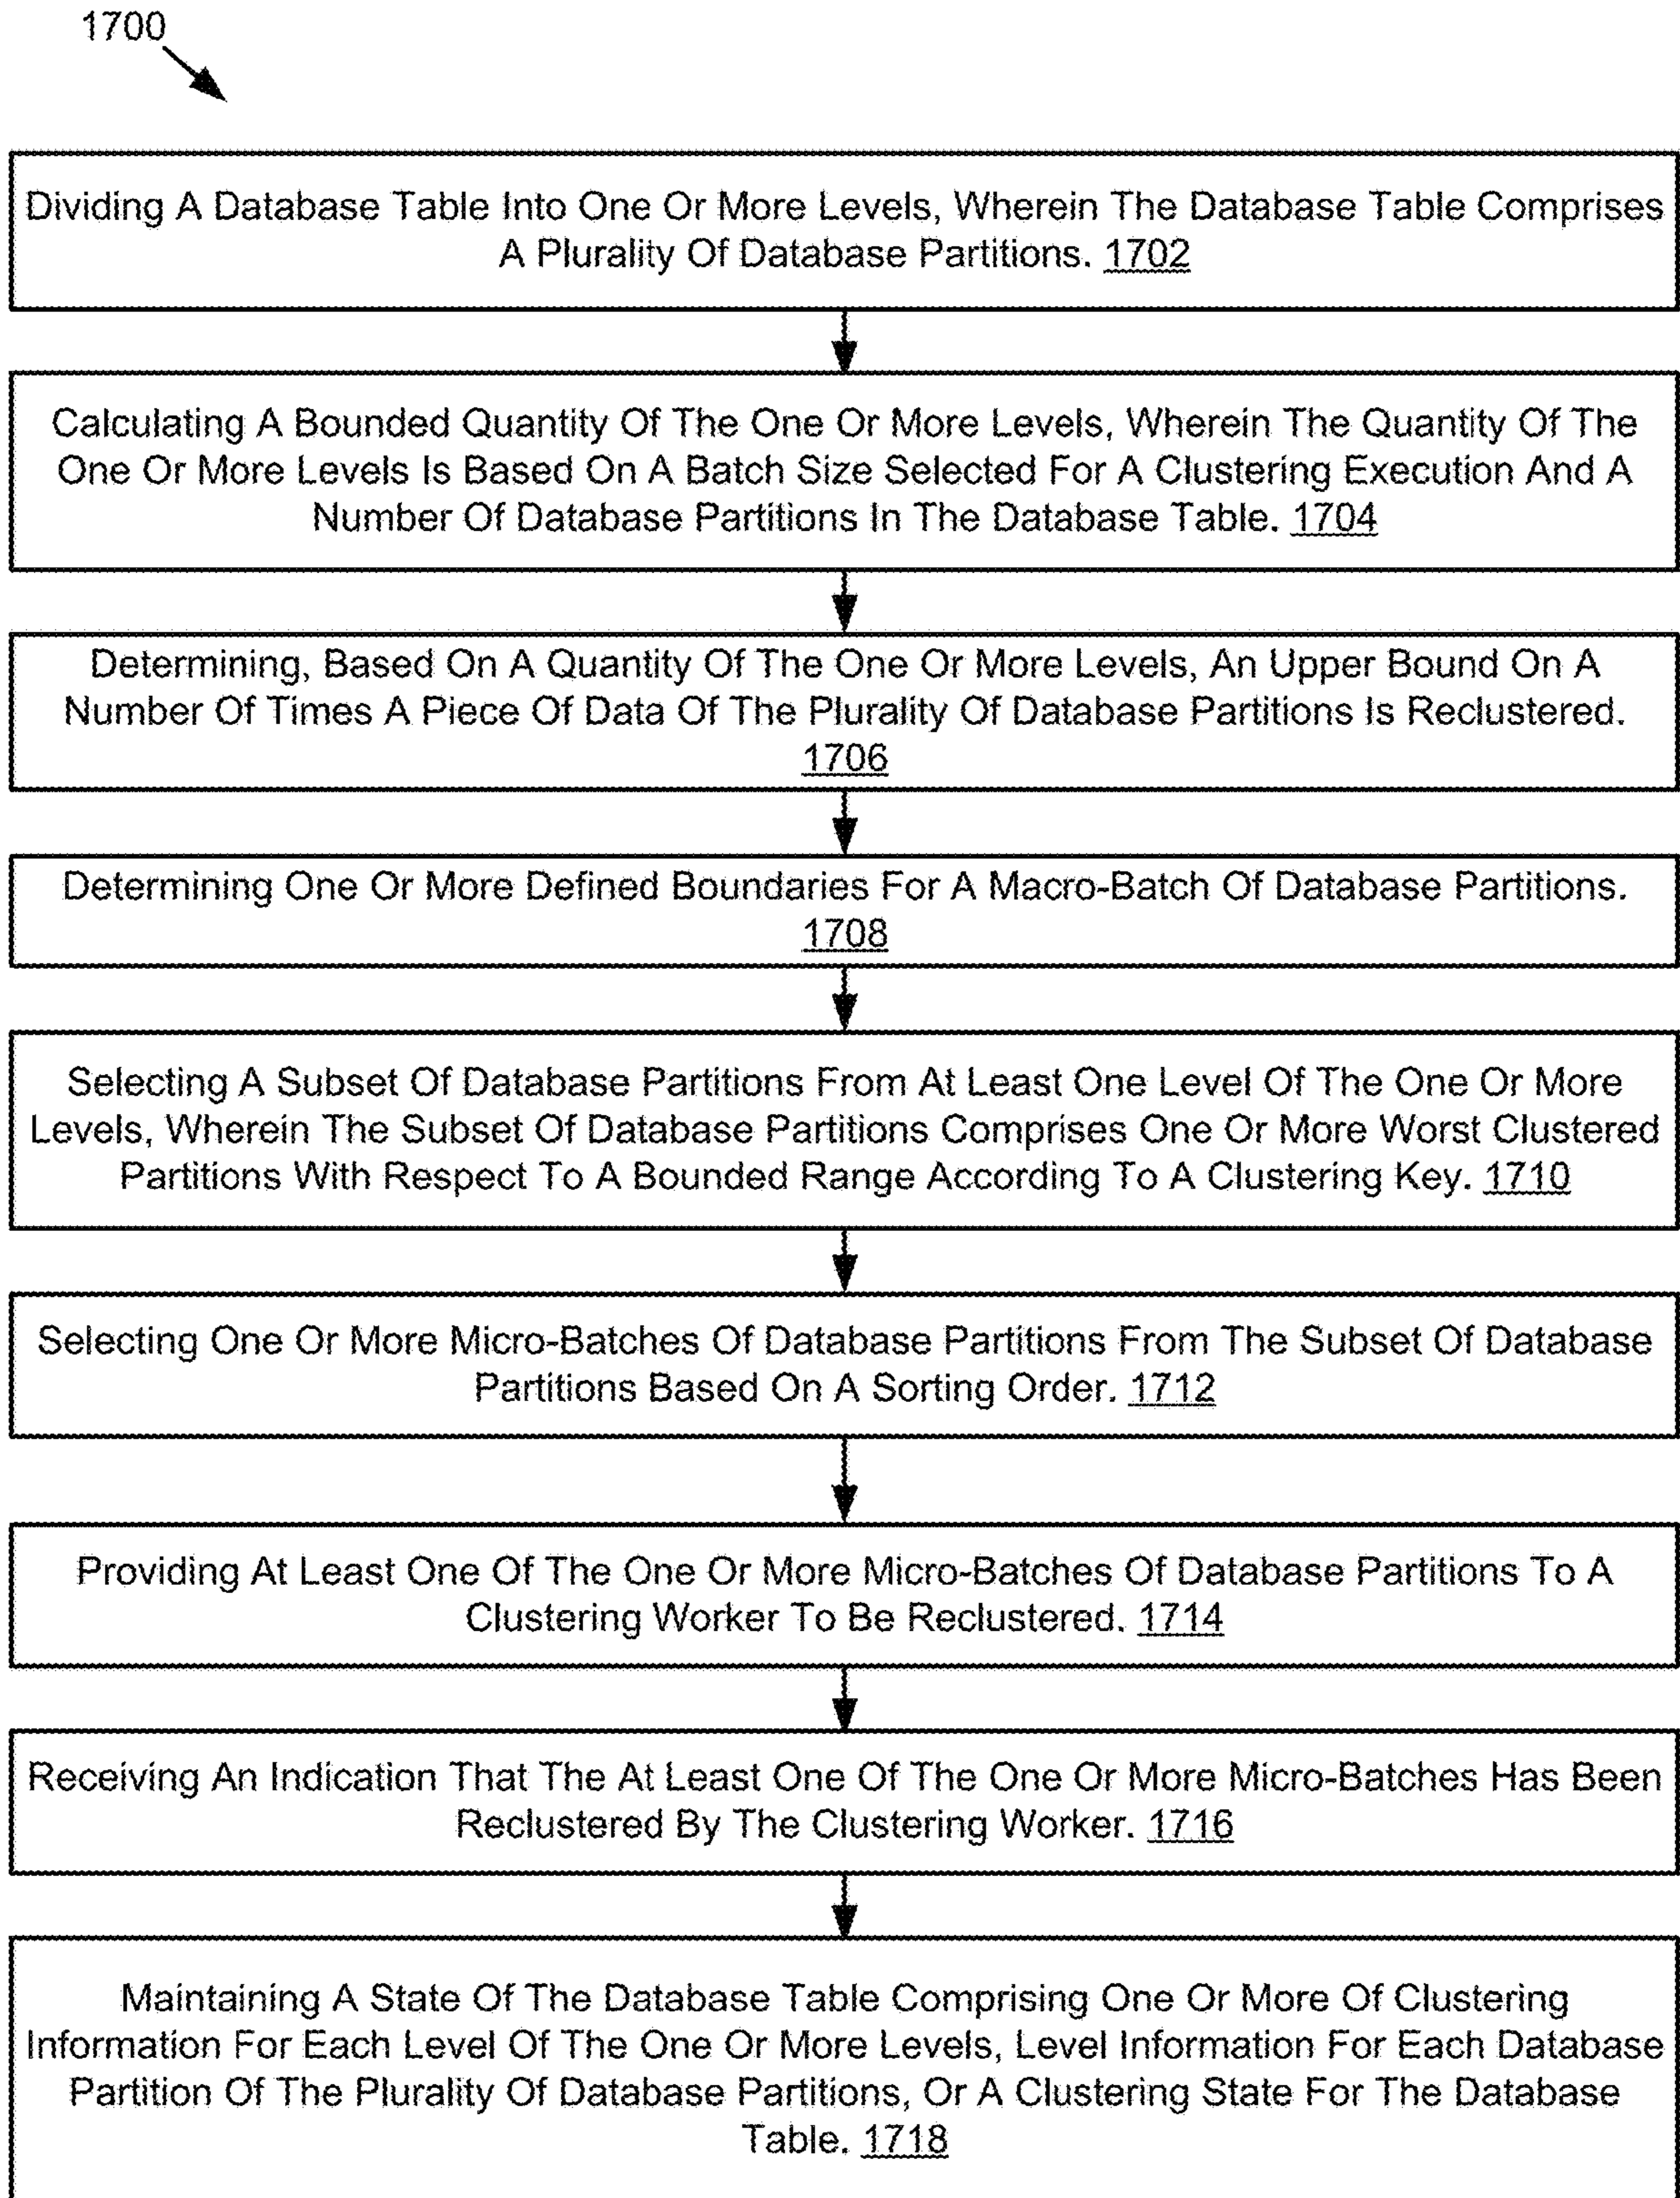 1700
Dividing A Database Table Into One Or More Levels, Wherein The Database Table Comprises
A Plurality Of Database Partitions. 1702
Calculating A Bounded Quantity Of The One Or More Levels, Wherein The Quantity Of The
One Or More Levels Is Based On A Batch Size Selected For A Clustering Execution And A
Number Of Database Partitions In The Database Table. 1704
Determining, Based On A Quantity Of The One Or More Levels, An Upper Bound On A
Number Of Times A Piece Of Data Of The Plurality Of Database Partitions Is Reclustered.
1706
Determining One Or More Defined Boundaries For A Macro-Batch Of Database Partitions.
1708
Selecting A Subset Of Database Partitions From At Least One Level Of The One Or More
Levels, Wherein The Subset Of Database Partitions Comprises One Or More Worst Clustered
Partitions With Respect To A Bounded Range According To A Clustering Key. 1710
Selecting One Or More Micro-Batches Of Database Partitions From The Subset Of Database
Partitions Based On A Sorting Order. 1712
Providing At Least One Of The One Or More Micro-Batches Of Database Partitions To A
Clustering Worker To Be Reclustered. 1714
Receiving An Indication That The At Least One Of The One Or More Micro-Batches Has Been
Reclustered By The Clustering Worker. 1716
Maintaining A State Of The Database Table Comprising One Or More Of Clustering
Information For Each Level Of The One Or More Levels, Level Information For Each Database
Partition Of The Plurality Of Database Partitions, Or A Clustering State For The Database
Table. 1718